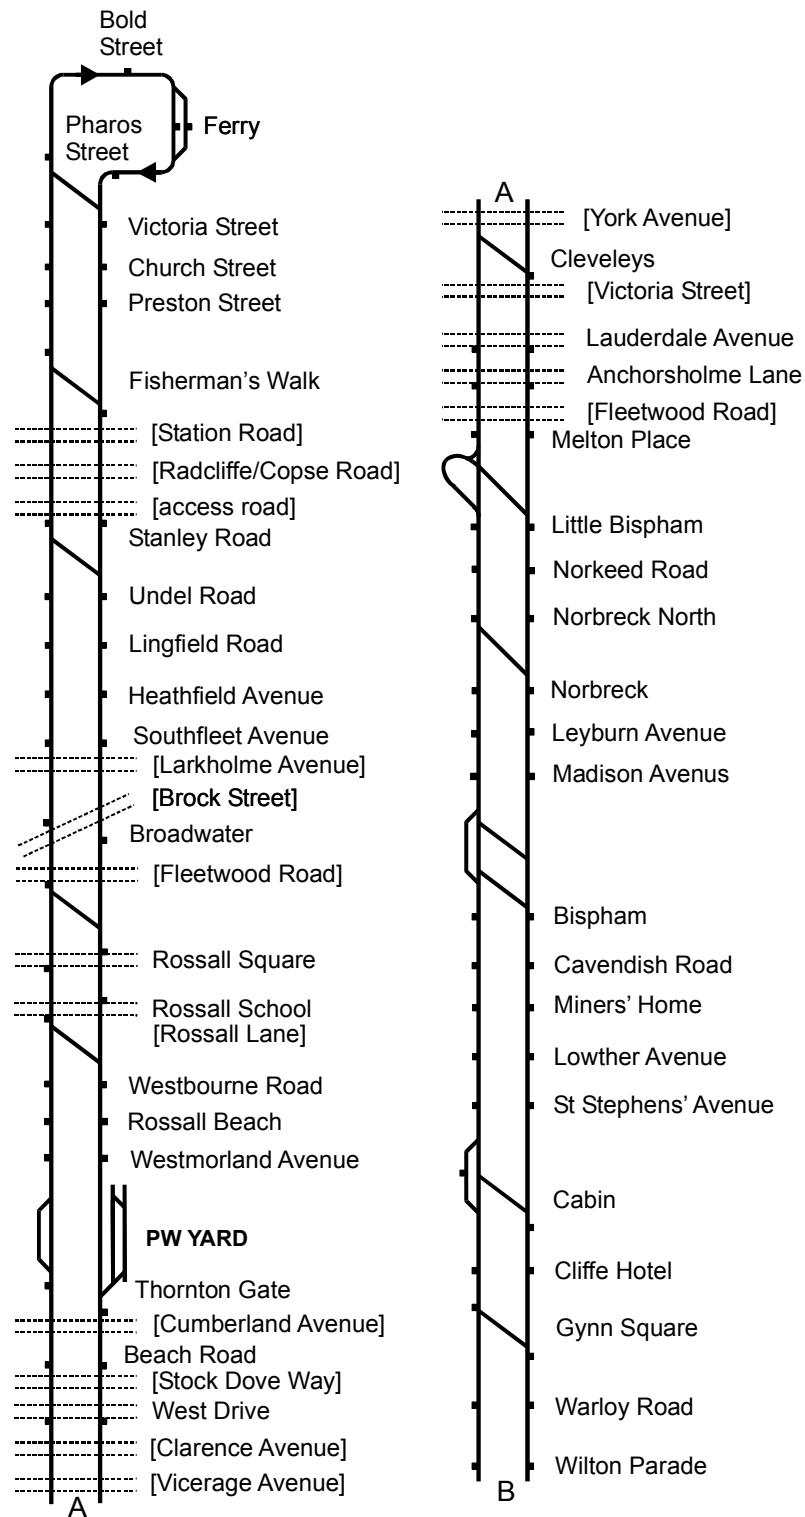 Bold
Street
Pharos
Street
Ferry
Victoria Street
Church Street
Preston Street
Fisherman's Walk
[Station Road]
[Radcliffe/Copse Road]
[access road]
Stanley Road
Undel Road
Lingfield Road
Heathfield Avenue
Southfleet Avenue
[Larkholme Avenue]
[Brock Street]
Broadwater
[Fleetwood Road]
Rossall Square
Rossall School
[Rossall Lane]
Westbourne Road
Rossall Beach
Westmorland Avenue
PW YARD
Thornton Gate
[Cumberland Avenue]
Beach Road
[Stock Dove Way]
West Drive
[Clarence Avenue]
[Vicerage Avenue]
A
A
[York Avenue]
Cleveleys
[Victoria Street]
Lauderdale Avenue
Anchorsholme Lane
[Fleetwood Road]
Melton Place
Little Bispham
Norkeed Road
Norbreck North
Norbreck
Leyburn Avenue
Madison Avenus
Bispham
Cavendish Road
Miners' Home
Lowther Avenue
St Stephens' Avenue
Cabin
Cliffe Hotel
Gynn Square
Warloy Road
Wilton Parade
B